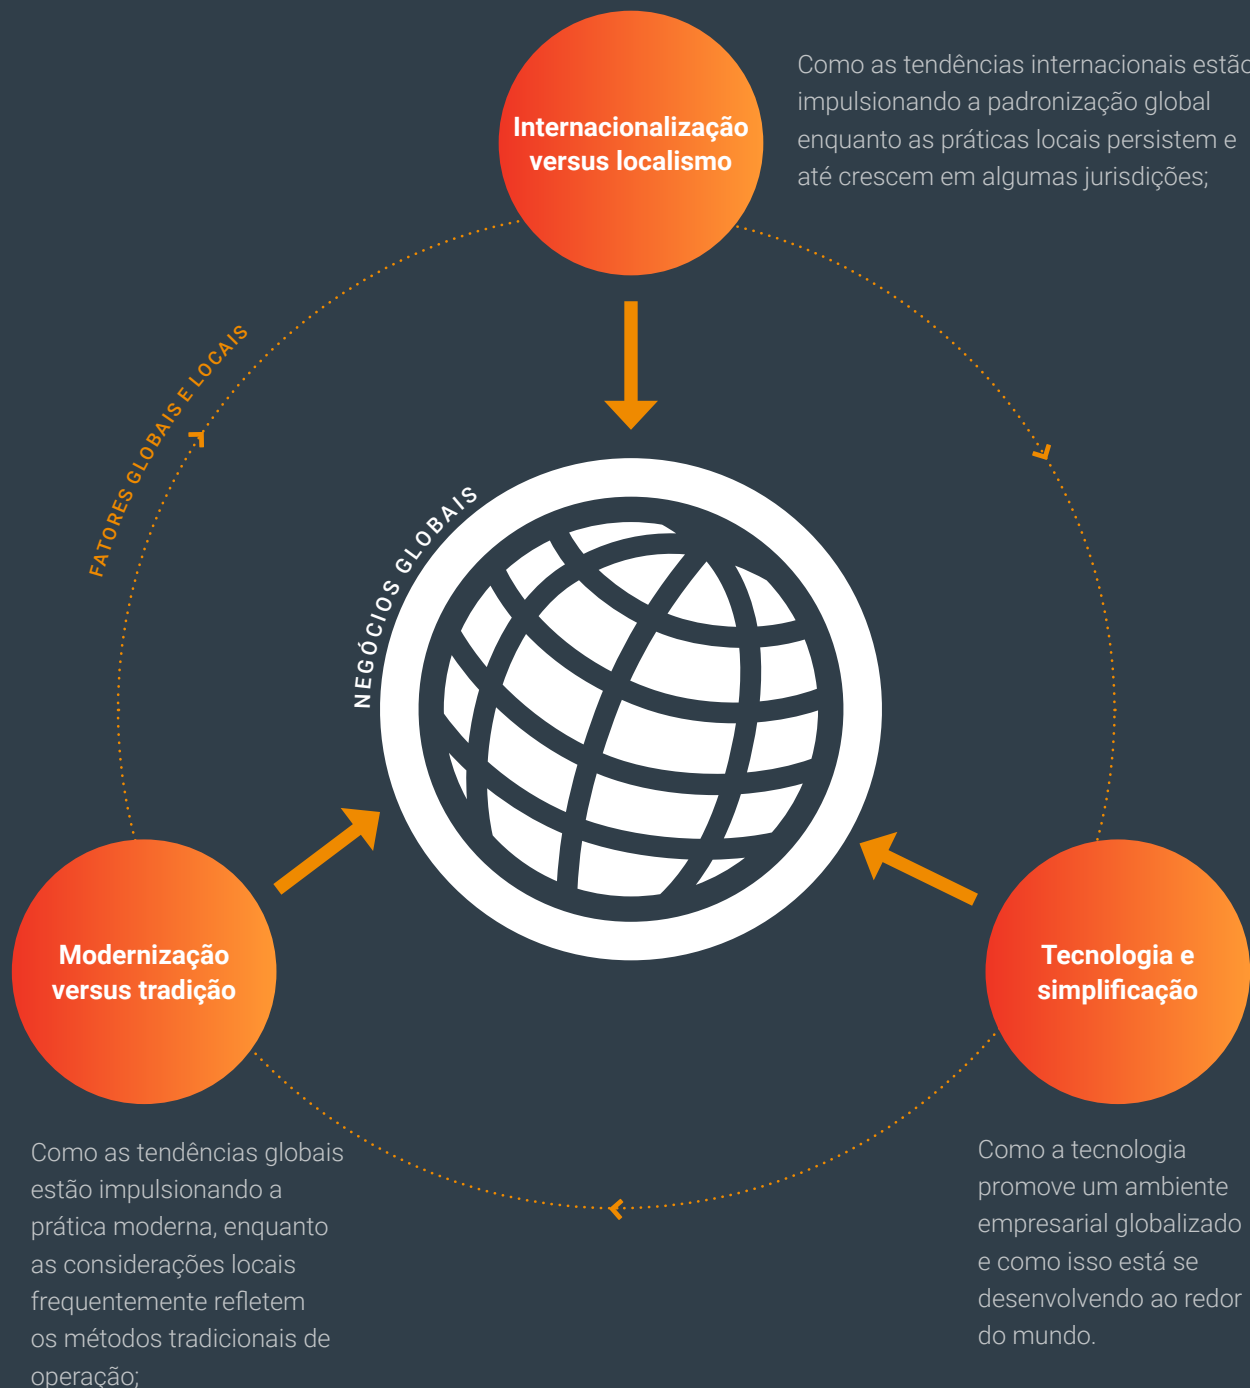 Internacionalização
versus localismo
Como as tendências internacionais estão
impulsionando a padronização global
enquanto as práticas locais persistem e
até crescem em algumas jurisdições;
FATORES GLOBAIS E LOCAIS
NEGÓCIOS GLOBAIS
Modernização
versus tradição
Tecnologia e
simplificação
Como as tendências globais
estão impulsionando a
prática moderna, enquanto
as considerações locais
frequentemente refletem
os métodos tradicionais de
operação;
Como a tecnologia
promove um ambiente
empresarial globalizado
e como isso está se
desenvolvendo ao redor
do mundo.